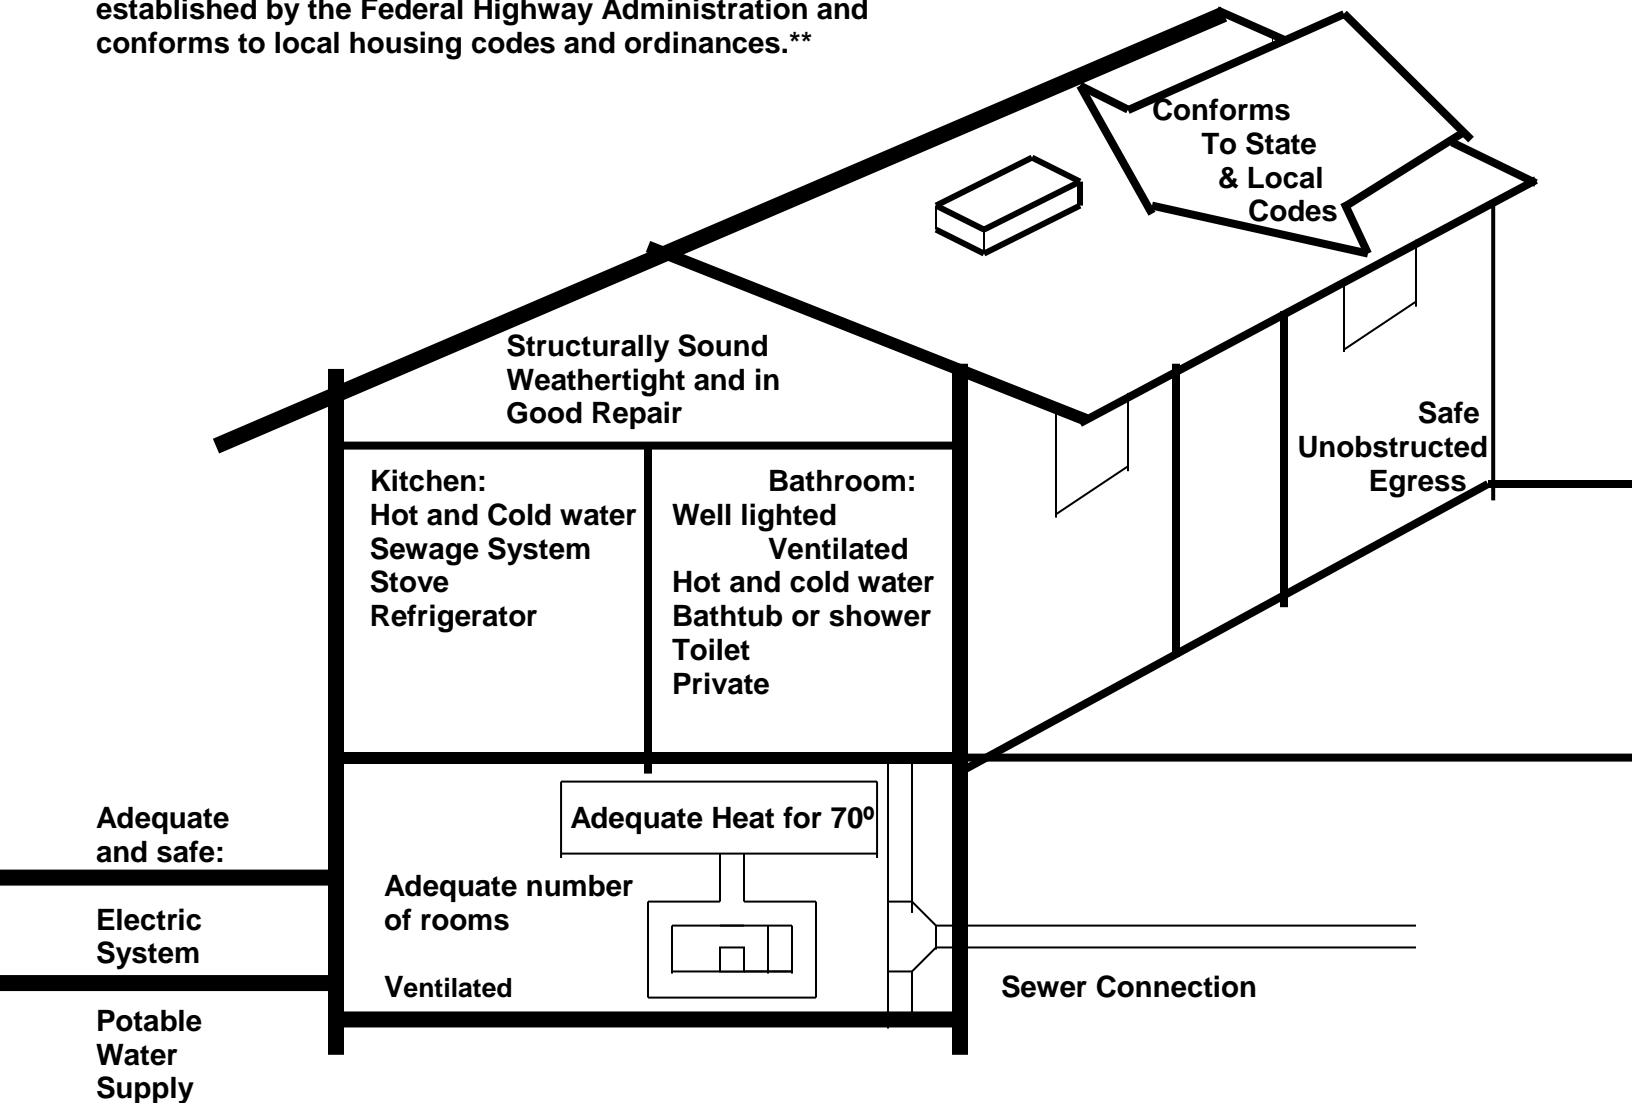 established by the Federal Highway Administration and
conforms to local housing codes and ordinances.**
Conforms
To State
& Local
Codes
Structurally Sound
Weathertight and in
Good Repair
Safe
Unobstructed
Egress
Kitchen:
Hot and Cold water
Sewage System
Stove
Refrigerator
Bathroom:
Well lighted
Ventilated
Hot and cold water
Bathtub or shower
Toilet
Private
Adequate Heat for 70º
Adequate
and safe:
Electric
System
Potable
Water
Supply
Adequate number
of rooms
Ventilated
Sewer Connection